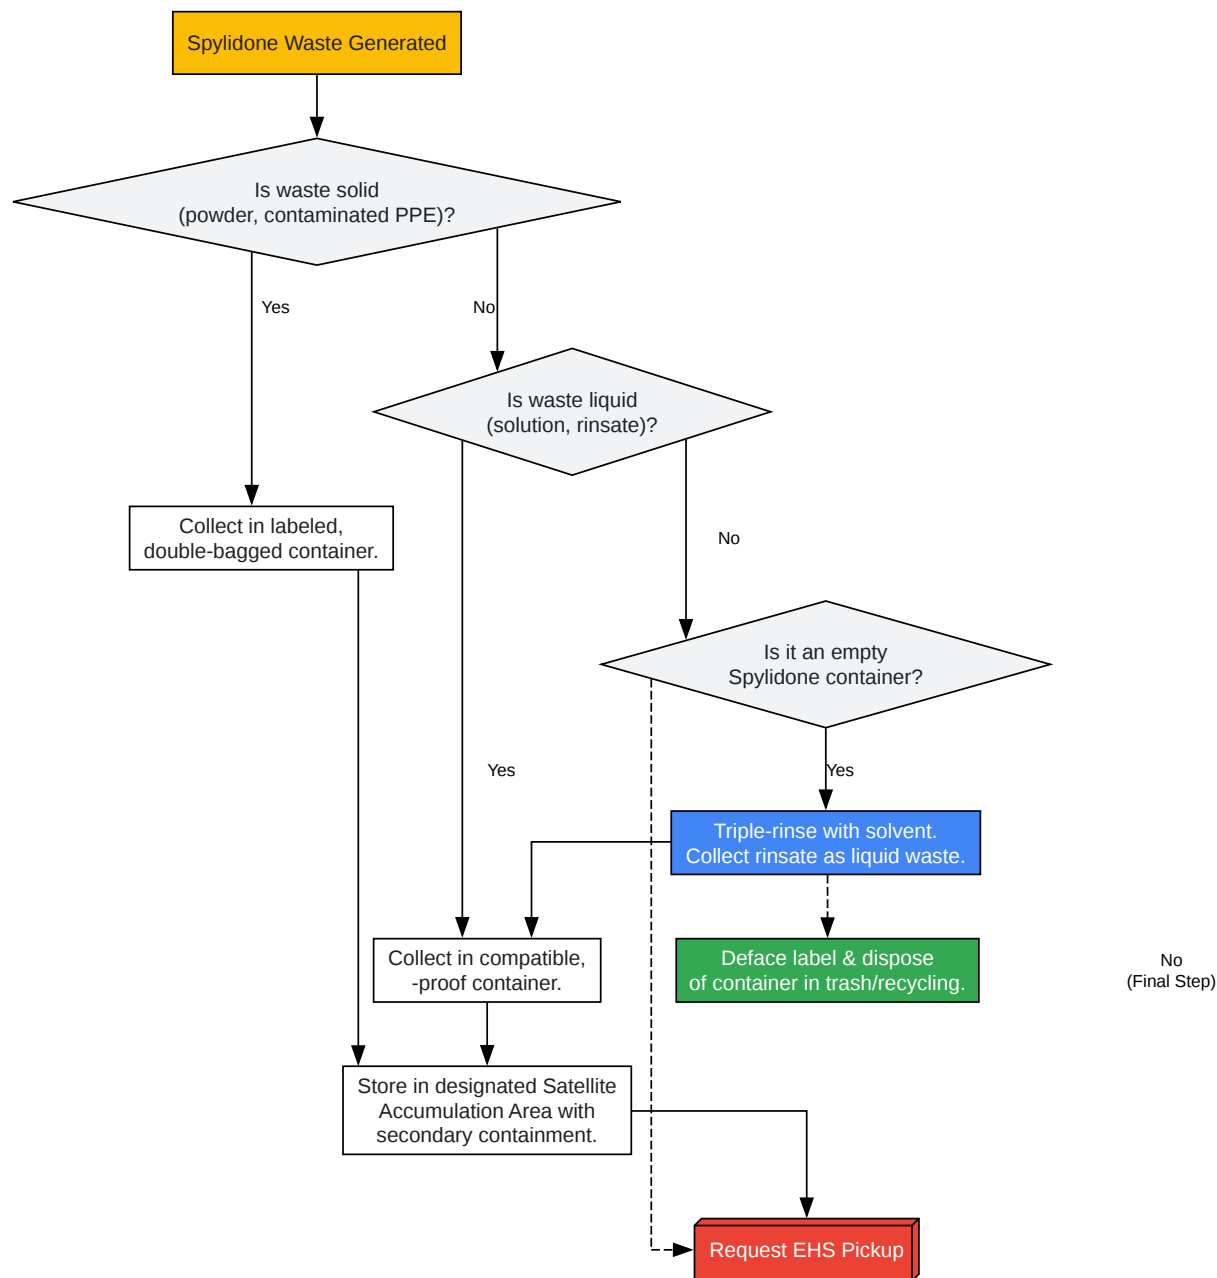 Spylidone Waste Generated
Is waste solid
(powder, contaminated PPE)?
Yes
No
Is waste liquid
(solution, rinsate)?
Collect in labeled,
double-bagged container.
No
Is it an empty
Spylidone container?
Yes
Yes
Triple-rinse with solvent.
Collect rinsate as liquid waste.
Collect in compatible,
-proof container.
Deface label & dispose
of container in trash/recycling.
No
(Final Step)
Store in designated Satellite
Accumulation Area with
secondary containment.
Request EHS Pickup